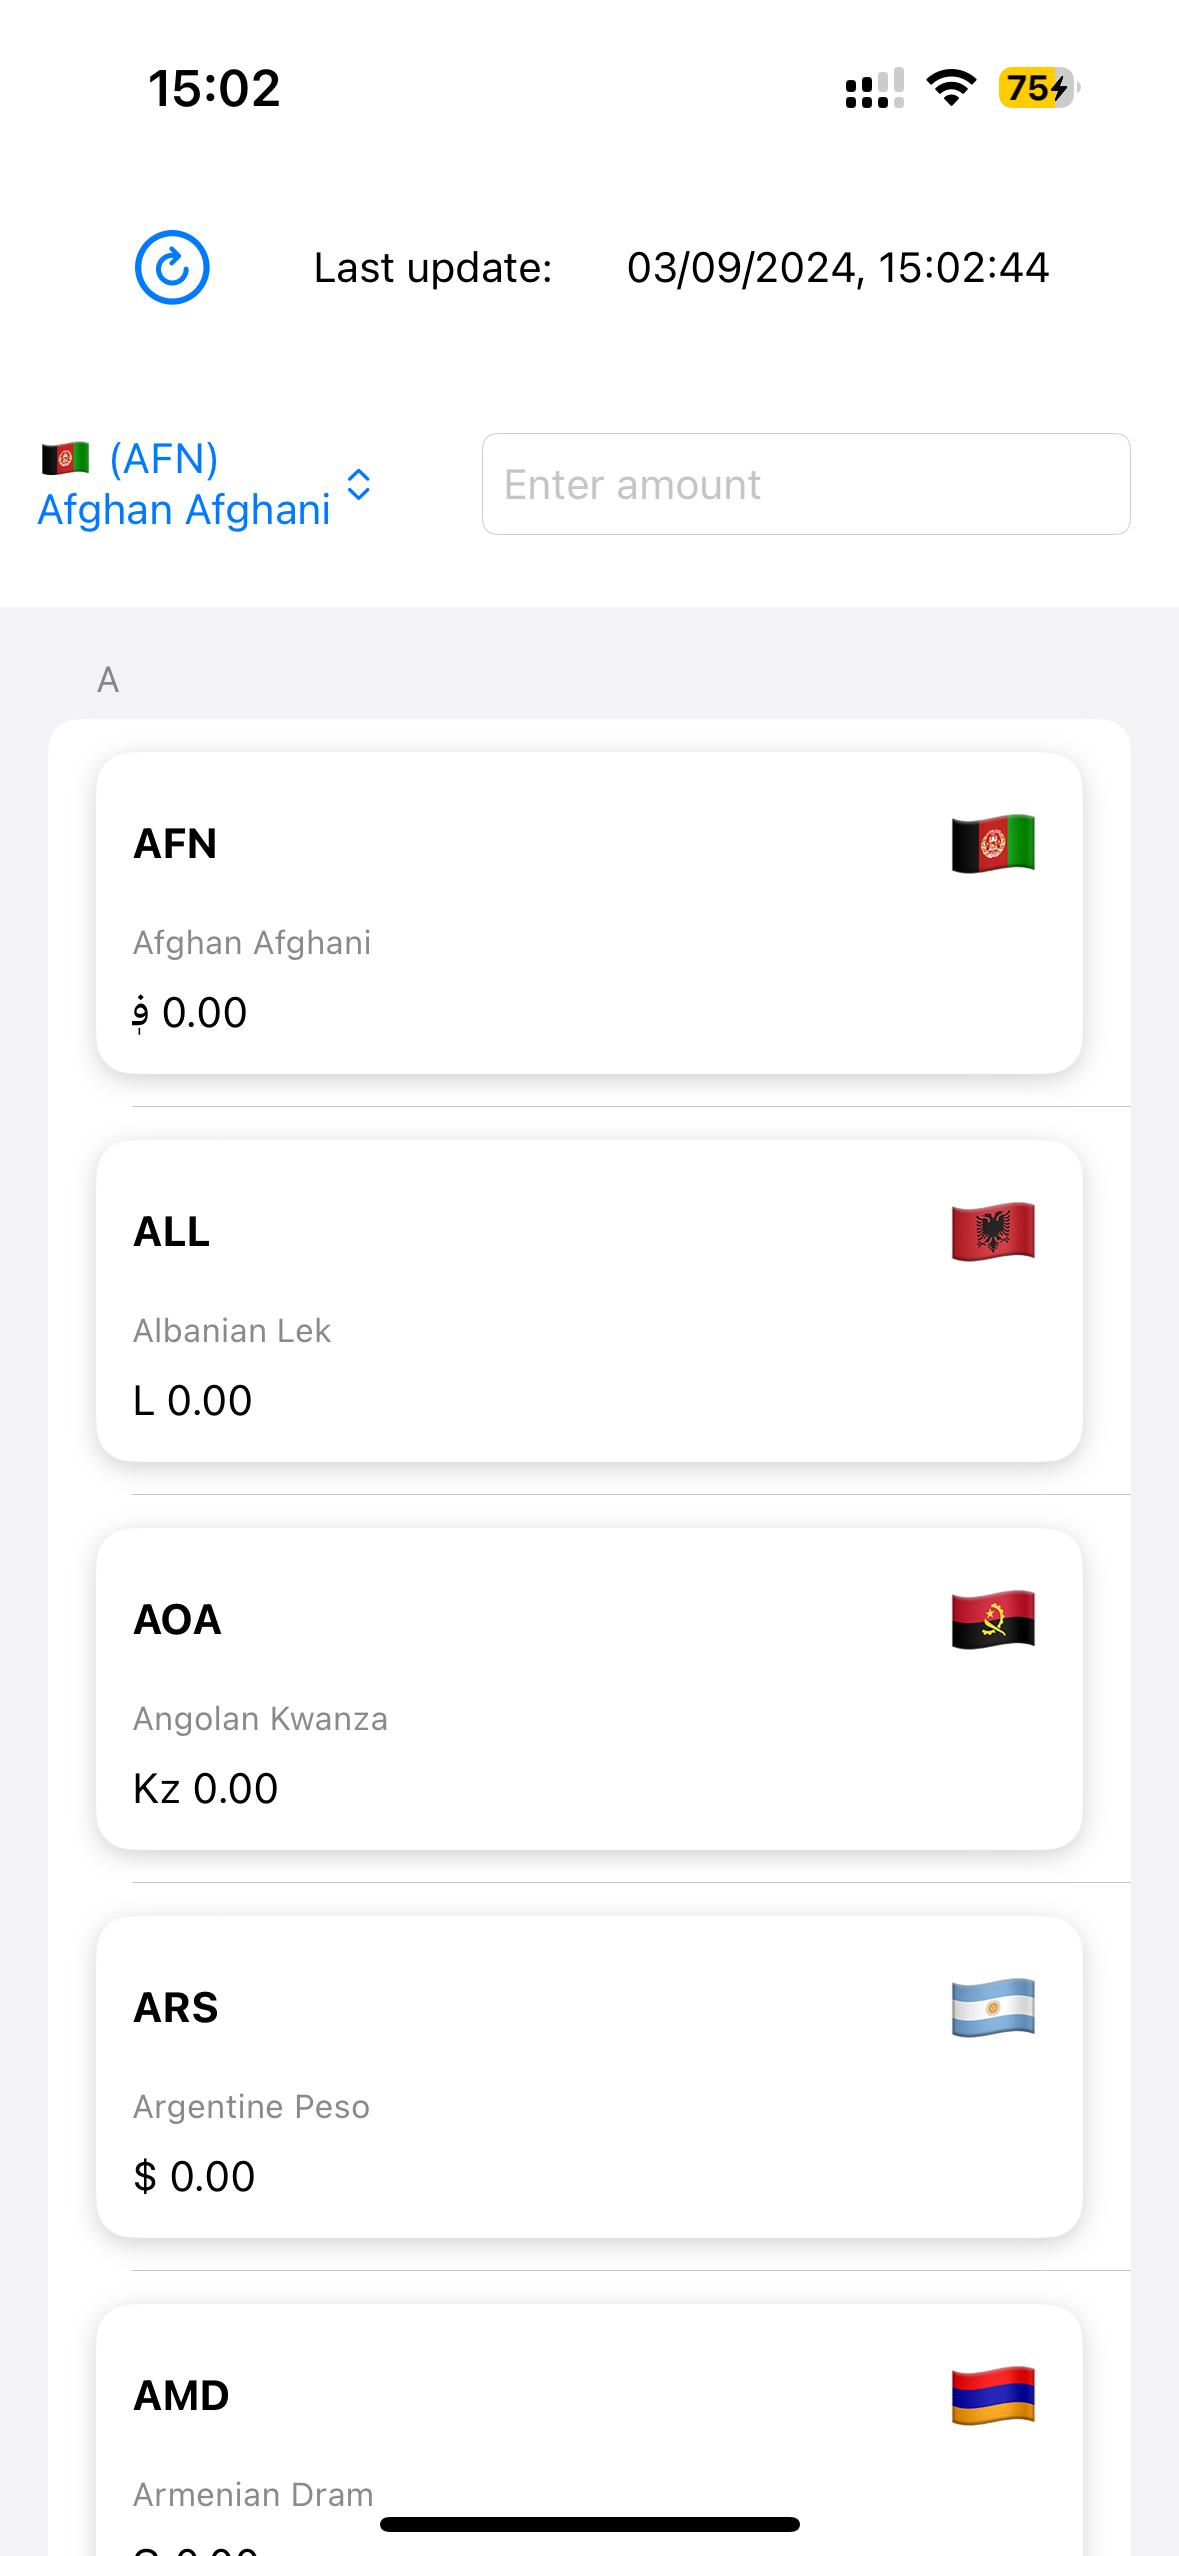 15:02
75
Last update: 03/09/2024, 15:02:44
(AFN)
Afghan Afghani
Enter amount
A
AFN
Afghan Afghani
؋ 0.00
ALL
Albanian Lek
L 0.00
AOA
Angolan Kwanza
Kz 0.00
ARS
Argentine Peso
$ 0.00
AMD
Armenian Dram